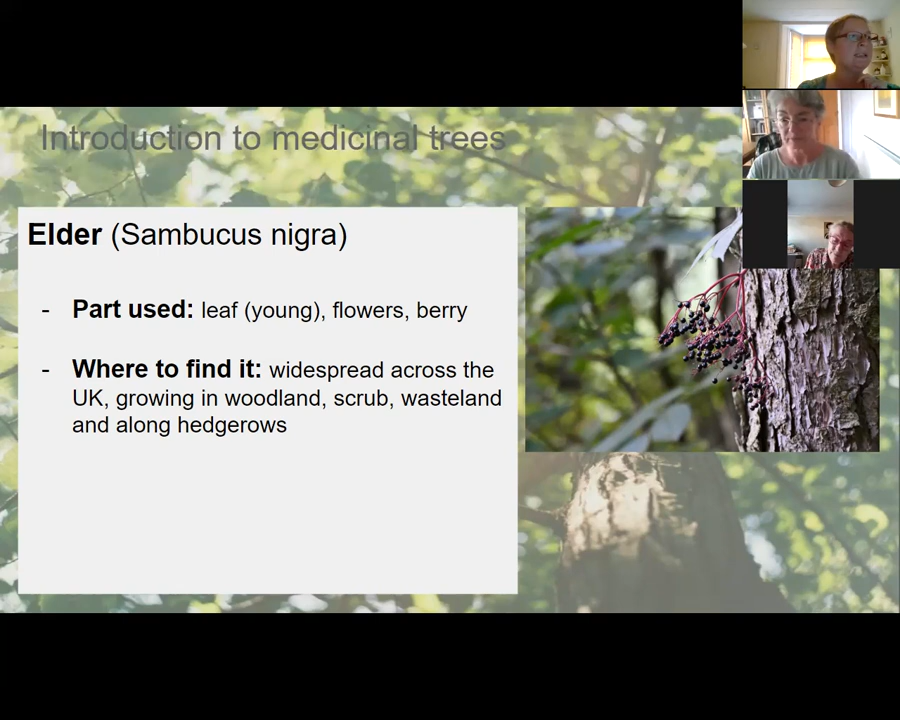 Introduction to medicinal trees
Elder (Sambucus nigra)
- Part used: leaf (young), flowers, berry
- Where to find it: widespread across the
UK, growing in woodland, scrub, wasteland
and along hedgerows